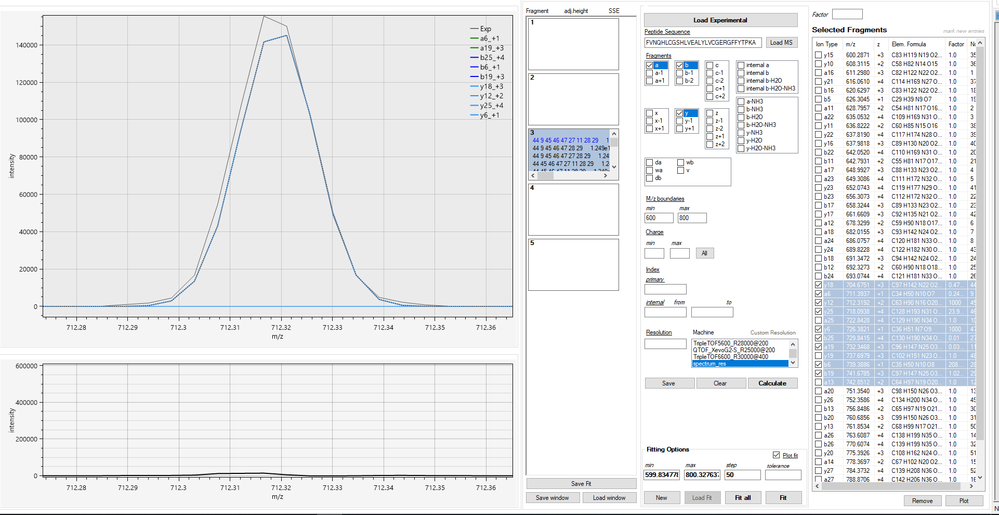 140000
120000
100000
80000
60000
40000
20000
0
intensity
712.28 712.29 712.3 712.31 712.32 712.33 712.34 712.35 712.36
m/z
Exp
a6_+1
a19_+3
b25_+4
b6_+1
b19_+3
y18_+3
y12_+2
y25_+4
y6_+1
600000
400000
200000
0
intensity
712.28 712.29 712.3 712.31 712.32 712.33 712.34 712.35 712.36
m/z
Fragment adj.height SSE
1
2
3
44 9 45 46 47 27 11 28 29 1
44 9 45 46 47 28 29 1.249e1
44 9 45 46 47 27 28 29 1.24
44 45 46 47 27 11 28 29 1.2
44 45 46 47 27 11 28 29 1.249
4
5
Save Fit
Save window Load window
Load Experimental
Peptide Sequence
FVNQHLCGSHLVEALYLVCGERGFFYTPKA Load MS
Fragments
a b c internal a
a-1 b-1 c-1 internal b
a+1 b-2 c-2 internal b-H2O
c+1 internal b-H2O-NH3
c+2
a-NH3
b-NH3
b-H2O
b-H2O-NH3
y-NH3
y-H2O
y-H2O-NH3
x y z
x-1 y-1 z-1
x+1 y+1 z-2
z+1
z+2
da wb
wa v
db
M/z boundaries
min max
600 800
Charge
min max
All
Index
primary
internal from to
Resolution Machine Custom Resolution
TripleTOF5600_R28000@200
QTOF_XevoG2-S_R25000@200
TripleTOF6600_R30000@400
spectrum_res
Save Clear Calculate
Fitting Options
Plot fit
min max step tolerance
599.834778 800.327637 50
New Load Fit Fit all Fit
Factor
Selected Fragments mark new entries
Ion Type m/z z Elem. Formula Factor Nc
y15 600.2871 +3 C83 H119 N19 O2... 1.0 35
y10 608.3115 +2 C58 H82 N14 O15 1.0 36
a16 611.2980 +3 C82 H122 N22 O2... 1.0 1
y21 616.0610 +4 C114 H169 N27 O... 1.0 37
b16 620.6297 +3 C83 H122 N22 O2... 1.0 18
b5 626.3045 +1 C29 H39 N9 O7 1.0 19
a11 628.7957 +2 C54 H81 N17 O16... 1.0 2
a22 635.0532 +4 C109 H169 N31 O... 1.0 3
y11 636.8222 +2 C60 H85 N15 O16 1.0 38
y22 637.8190 +4 C117 H174 N28 O... 1.0 39
y16 637.9818 +3 C89 H130 N20 O2... 1.0 40
b22 642.0520 +4 C110 H169 N31 O... 1.0 20
b11 642.7931 +2 C55 H81 N17 O17... 1.0 21
a17 648.9927 +3 C88 H133 N23 O2... 1.0 4
a23 649.3086 +4 C111 H172 N32 O... 1.0 5
y23 652.0743 +4 C119 H177 N29 O... 1.0 41
b23 656.3073 +4 C112 H172 N32 O... 1.0 22
b17 658.3244 +3 C89 H133 N23 O2... 1.0 23
y17 661.6609 +3 C92 H135 N21 O2... 1.0 42
a12 678.3299 +2 C59 H90 N18 O17... 1.0 6
a18 682.0155 +3 C93 H142 N24 O2... 1.0 7
a24 686.0757 +4 C120 H181 N33 O... 1.0 8
y24 689.8228 +4 C122 H182 N30 O... 1.0 43
b18 691.3472 +3 C94 H142 N24 O2... 1.0 24
b12 692.3273 +2 C60 H90 N18 O18... 1.0 25
b24 693.0744 +4 C121 H181 N33 O... 1.0 26
y18 704.6751 +3 C97 H142 N22 O2... 0.47... 44
a6 711.3937 +1 C34 H50 N10 O7 0.24... 9
y12 712.3192 +2 C63 H90 N16 O20... 1000 45
y25 718.0938 +4 C128 H193 N31 O... 23.9... 46
a25 722.8428 +4 C129 H190 N34 O... 1.0 10
y6 726.3821 +1 C36 H51 N7 O9 1000 47
b25 729.8415 +4 C130 H190 N34 O... 0.01 27
a19 732.3468 +3 C96 H147 N25 O3... 0.03... 11
y19 737.6979 +3 C102 H151 N23 O... 1.0 48
b6 739.3886 +1 C35 H50 N10 O8 208.... 28
b19 741.6785 +3 C97 H147 N25 O3... 1.02... 29
a13 742.8512 +2 C64 H97 N19 O20... 1.0 12
a20 751.3540 +3 C98 H150 N26 O3... 1.0 13
y26 752.3586 +4 C134 H200 N34 O... 1.0 49
b13 756.8486 +2 C65 H97 N19 O21... 1.0 30
b20 760.6856 +3 C99 H150 N26 O3... 1.0 31
y13 761.8534 +2 C68 H99 N17 O21... 1.0 50
a26 763.6087 +4 C138 H199 N35 O... 1.0 14
b26 770.6074 +4 C139 H199 N35 O... 1.0 32
y20 775.3926 +3 C108 H162 N24 O... 1.0 51
a14 778.3697 +2 C67 H102 N20 O2... 1.0 15
y27 784.3732 +4 C139 H208 N36 O... 1.0 52
a27 788.8706 +4 C142 H206 N36 O... 1.0 16
Remove Plot
N